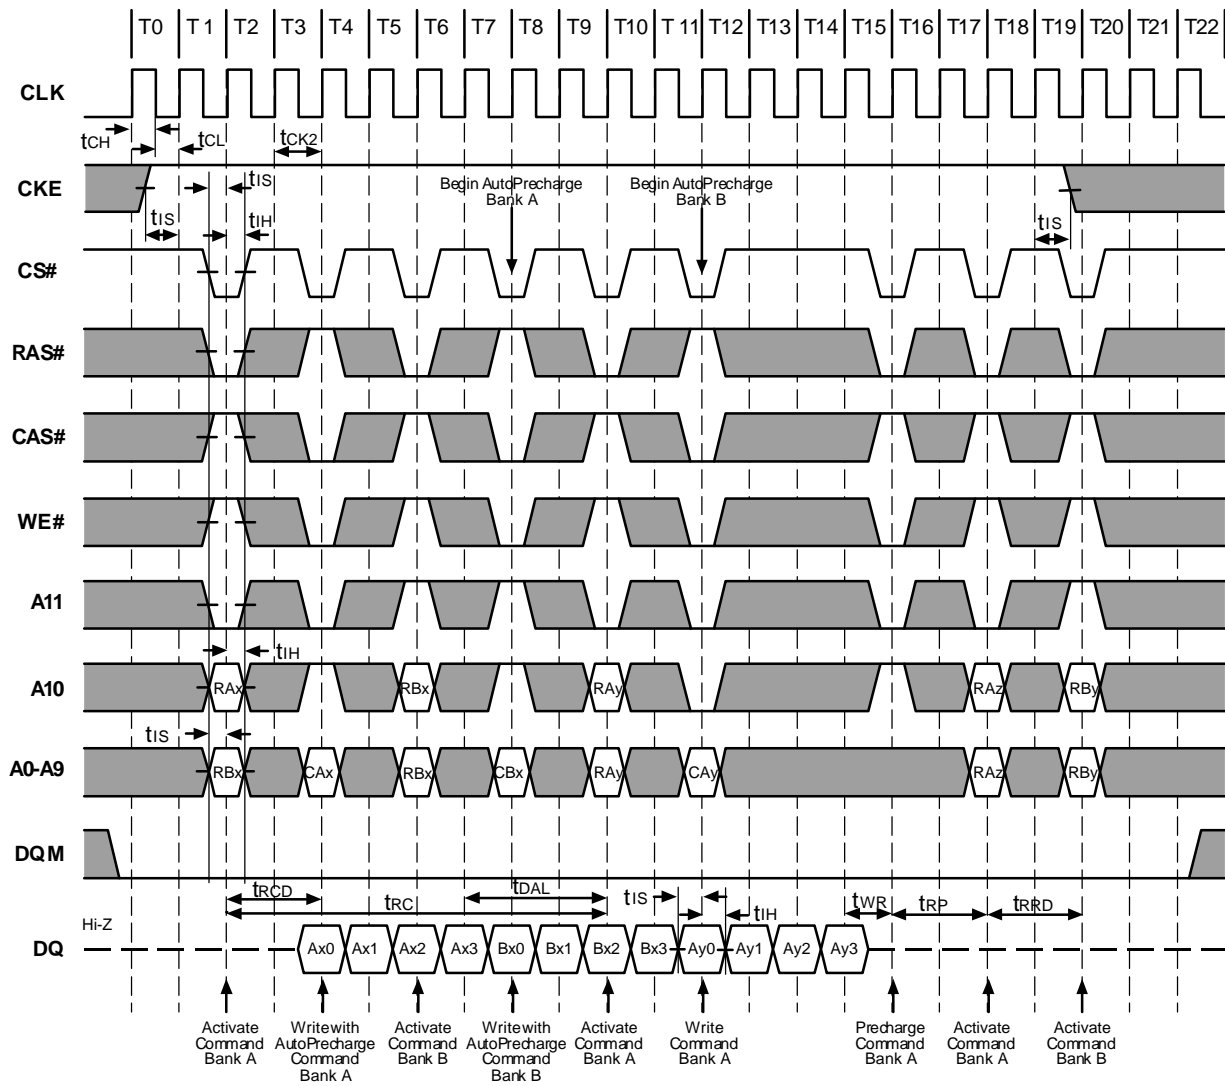 T0 T 1 T2 T3 T4 T5 T6 T7 T8 T9 T10 T 11 T12 T13 T14 T15 T16 T17 T18 T19 T20 T21 T22
CLK
tCH tCL tCK2
CKE
tIS
Begin AutoPrecharge
Bank A
Begin AutoPrecharge
Bank B
tIS tIH tIS
CS#
RAS#
CAS#
WE#
A11
tIH
A10 RAx RBx RAy RAz RBy
tIS
A0-A9 RBx CAx RBx CBx RAy CAy RAz RBy
DQM
tRCD tDAL tIS tWR tRP tRRD
tRC tIH
Hi-Z
DQ Ax0 Ax1 Ax2 Ax3 Bx0 Bx1 Bx2 Bx3 Ay0 Ay1 Ay2 Ay3
Activate
Command
Bank A
Write with
AutoPrecharge
Command
Bank A
Activate
Command
Bank B
Write with
AutoPrecharge
Command
Bank B
Activate
Command
Bank A
Write
Command
Bank A
Precharge
Command
Bank A
Activate
Command
Bank A
Activate
Command
Bank B